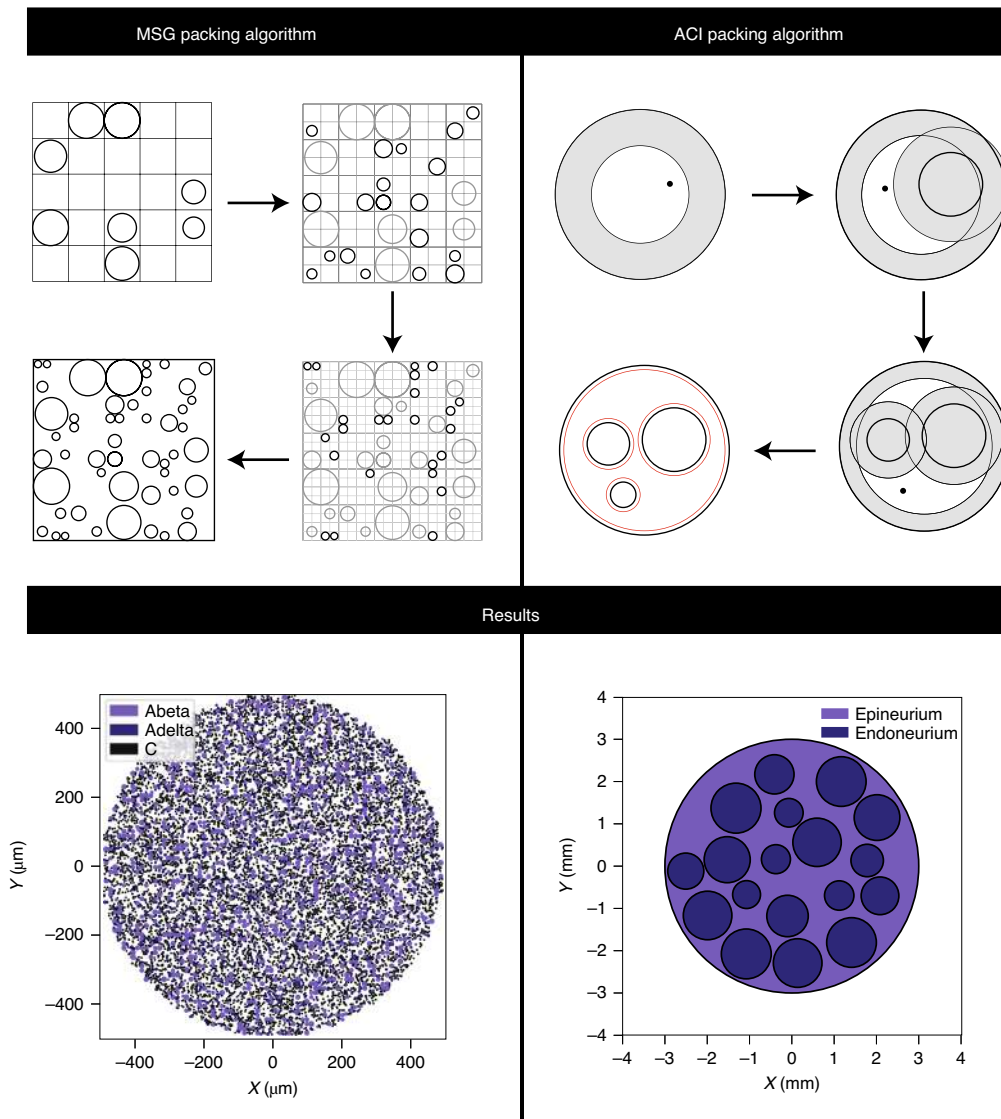 MSG packing algorithm
ACI packing algorithm
Results
Abeta
Adelta
C
400
200
0
−200
−400
Y (μm)
−400
−200
0
200
400
X (μm)
Epineurium
Endoneurium
4
3
2
1
0
−1
−2
−3
−4
Y (mm)
−4
−3
−2
−1
0
1
2
3
4
X (mm)